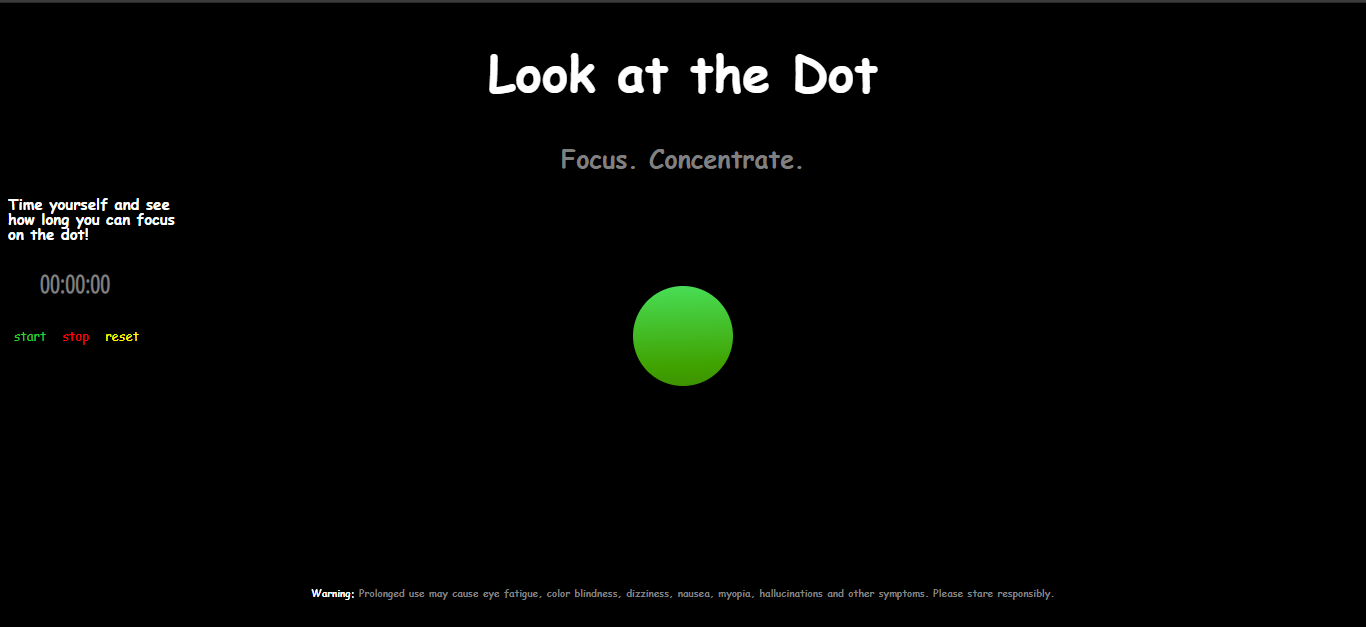 Look at the Dot
Focus. Concentrate.
Time yourself and see
how long you can focus
on the dot!
00:00:00
start stop reset
Warning: Prolonged use may cause eye fatigue, color blindness, dizziness, nausea, myopia, hallucinations and other symptoms. Please stare responsibly.